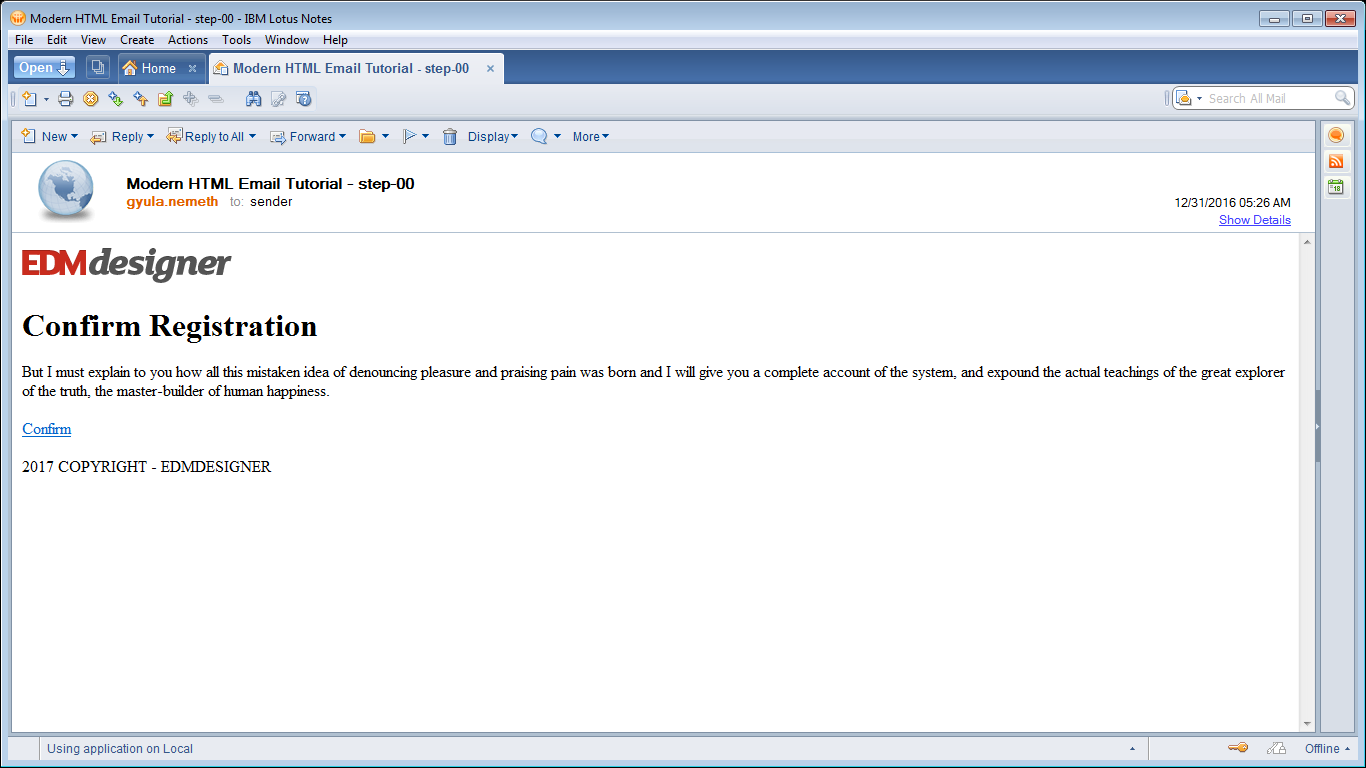 Modern HTML Email Tutorial - step-00 - IBM Lotus Notes
File Edit View Create Actions Tools Window Help
Open Home Modern HTML Email Tutorial - step-00
Search All Mail
New Reply Reply to All Forward Display More
Modern HTML Email Tutorial - step-00
gyula.nemeth to: sender
12/31/2016 05:26 AM
Show Details
18
EDMdesigner
Confirm Registration
But I must explain to you how all this mistaken idea of denouncing pleasure and praising pain was born and I will give you a complete account of the system, and expound the actual teachings of the great explorer
of the truth, the master-builder of human happiness.
Confirm
2017 COPYRIGHT - EDMDESIGNER
Using application on Local
Offline